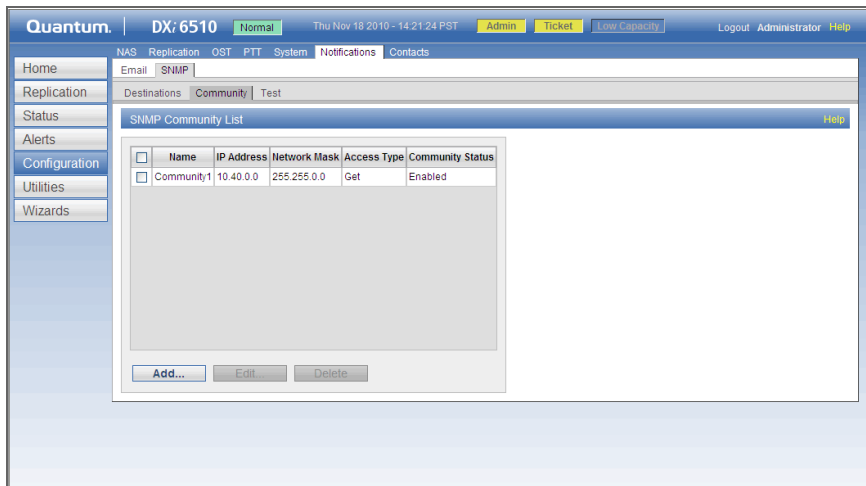 Quantum. DXi 6510 Normal Thu Nov 18 2010 - 14:21:24 PST Admin Ticket Low Capacity Logout Administrator Help
NAS Replication OST PTT System Notifications Contacts
Home
Replication
Status
Alerts
Configuration
Utilities
Wizards
Email SNMP
Destinations Community Test
SNMP Community List Help
Name IP Address Network Mask Access Type Community Status
Community1 10.40.0.0 255.255.0.0 Get Enabled
Add... Edit... Delete